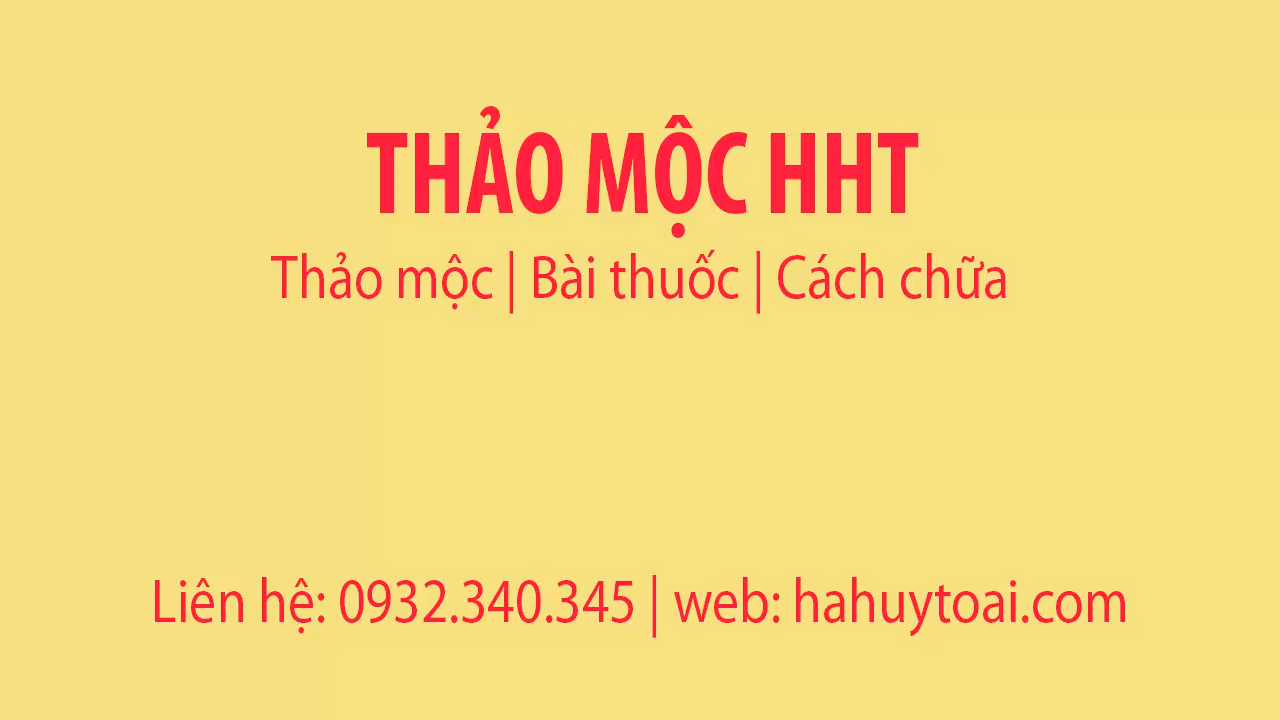 THẢO MỘC HHT
Thảo mộc | Bài thuốc | Cách chữa
Liên hệ: 0932.340.345 | web: hahuytoai.com